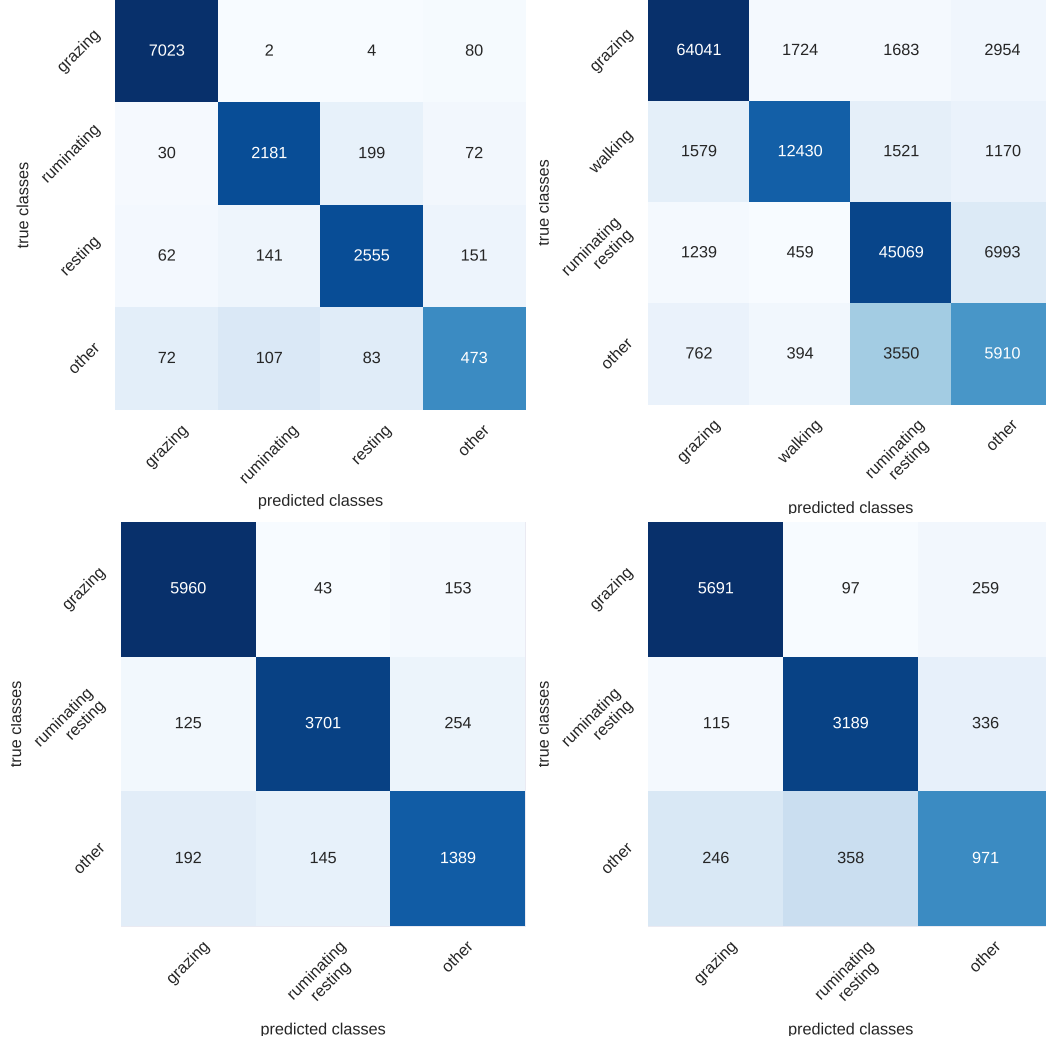 true classes
grazing
7023 2 4 80
ruminating
30 2181 199 72
resting
62 141 2555 151
other
72 107 83 473
grazing ruminating resting other
predicted classes
true classes
grazing
64041 1724 1683 2954
walking
1579 12430 1521 1170
ruminating
resting
1239 459 45069 6993
other
762 394 3550 5910
grazing walking ruminating
resting
other
predicted classes
true classes
grazing
5960 43 153
ruminating
resting
125 3701 254
other
192 145 1389
grazing ruminating
resting
other
predicted classes
true classes
grazing
5691 97 259
ruminating
resting
115 3189 336
other
246 358 971
grazing ruminating
resting
other
predicted classes